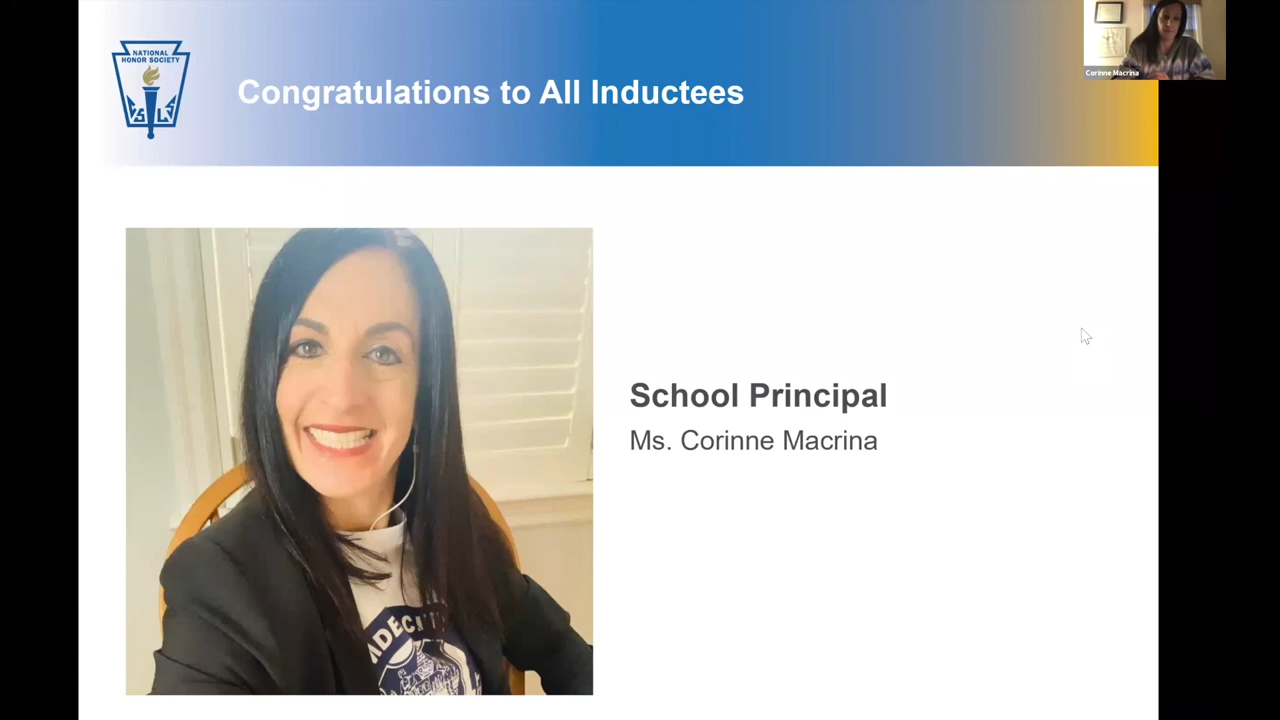 NATIONAL
HONOR SOCIETY
Congratulations to All Inductees
Corinne Macrina
School Principal
Ms. Corinne Macrina